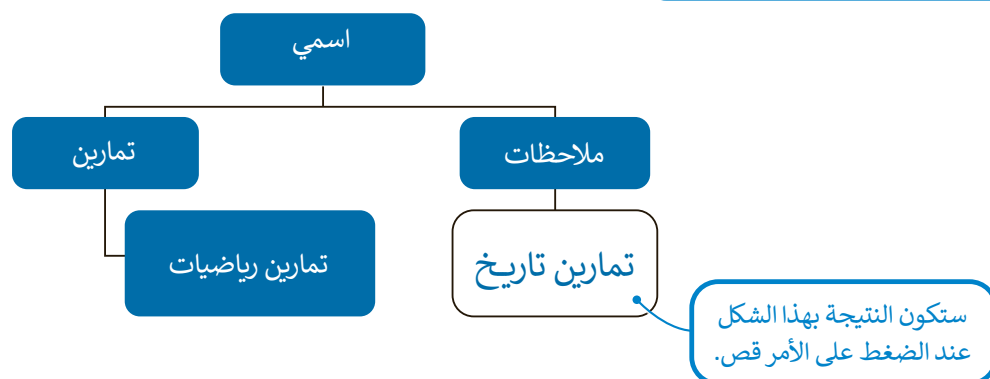 اسمي
ملاحظات
تمارين
تمارين تاريخ
تمارين رياضيات
ستكون النتيجة بهذا الشكل
عند الضغط على الأمر قص.